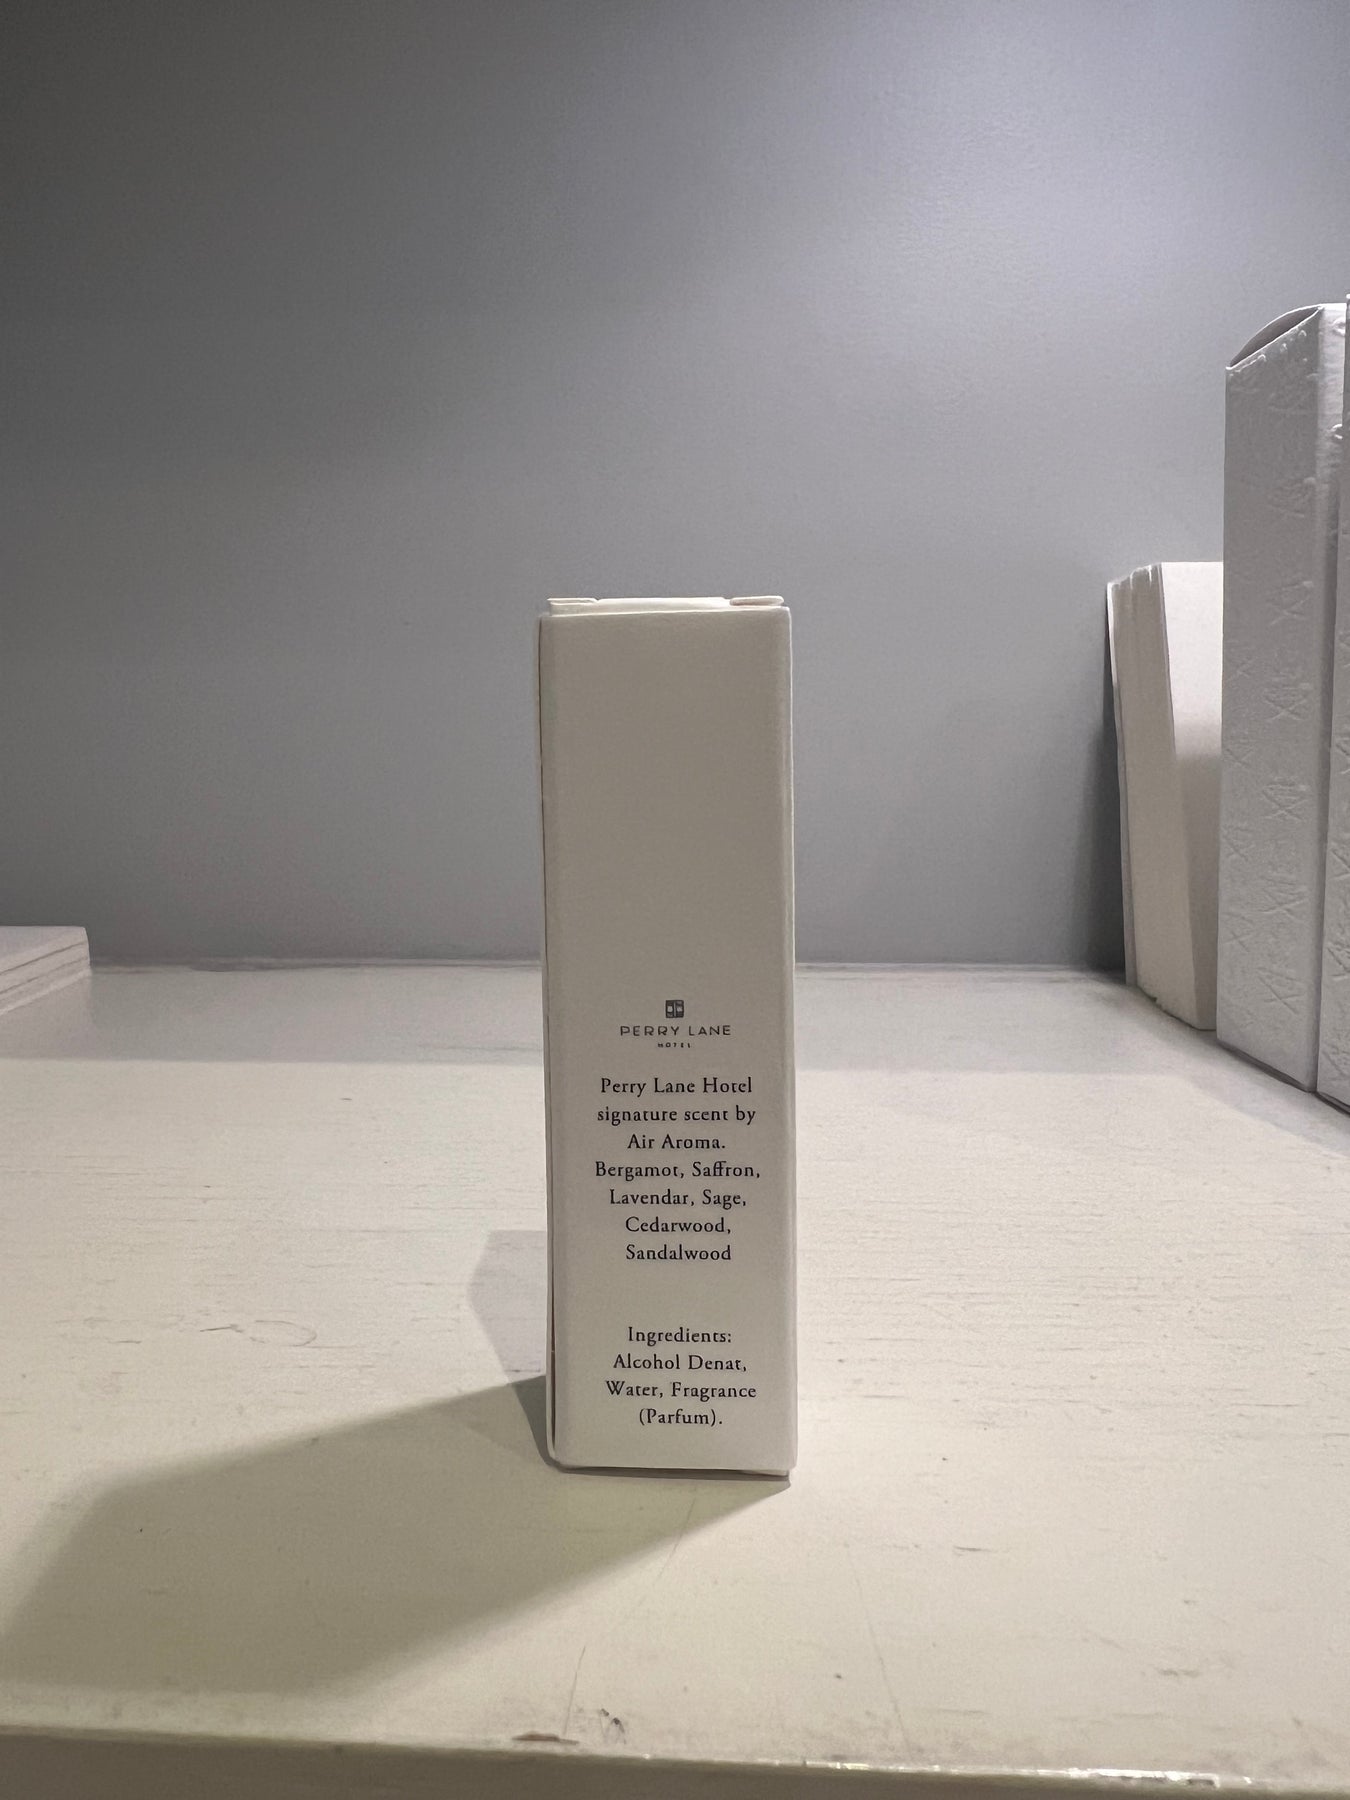 PERRY LANE
HOTEL
Perry Lane Hotel
signature scent by
Air Aroma.
Bergamot, Saffron,
Lavendar, Sage,
Cedarwood,
Sandalwood
Ingredients:
Alcohol Denat,
Water, Fragrance
(Parfum).